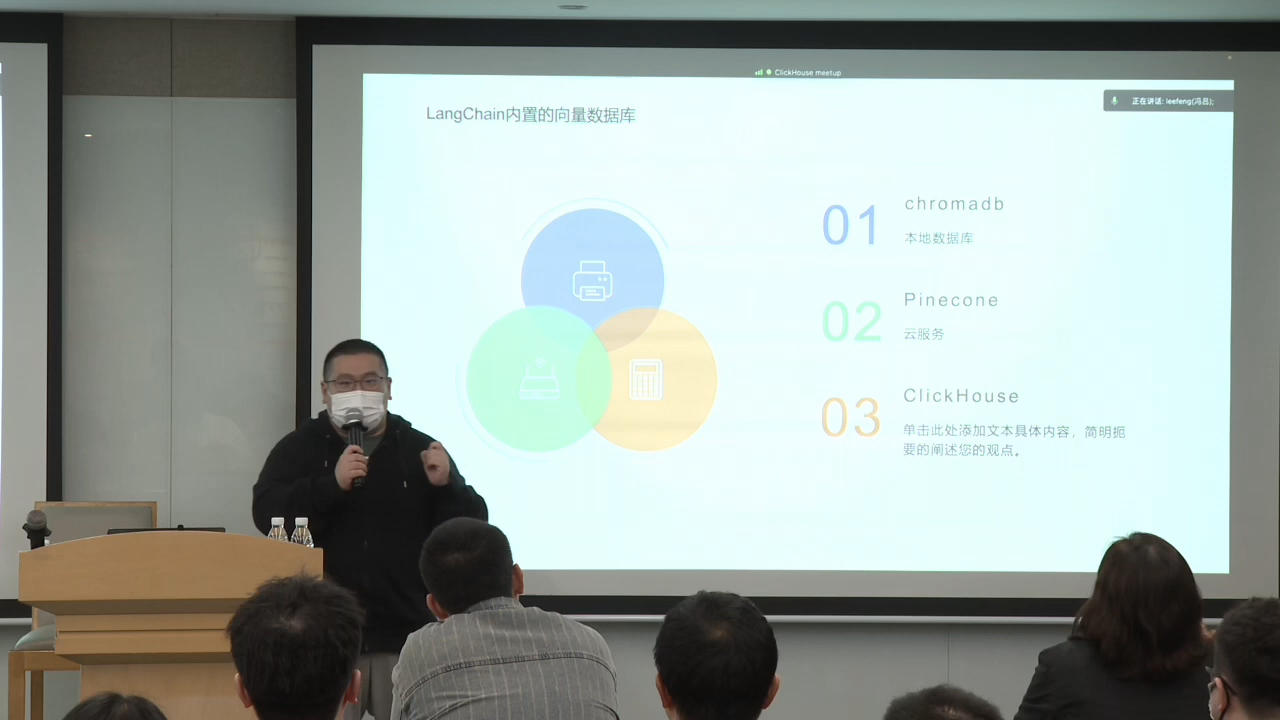 ClickHouse meetup
正在讲话: leefeng(冯吕);
LangChain内置的向量数据库
01
chromadb
本地数据库
02
Pinecone
云服务
03
ClickHouse
单击此处添加文本具体内容，简明扼
要的阐述您的观点。